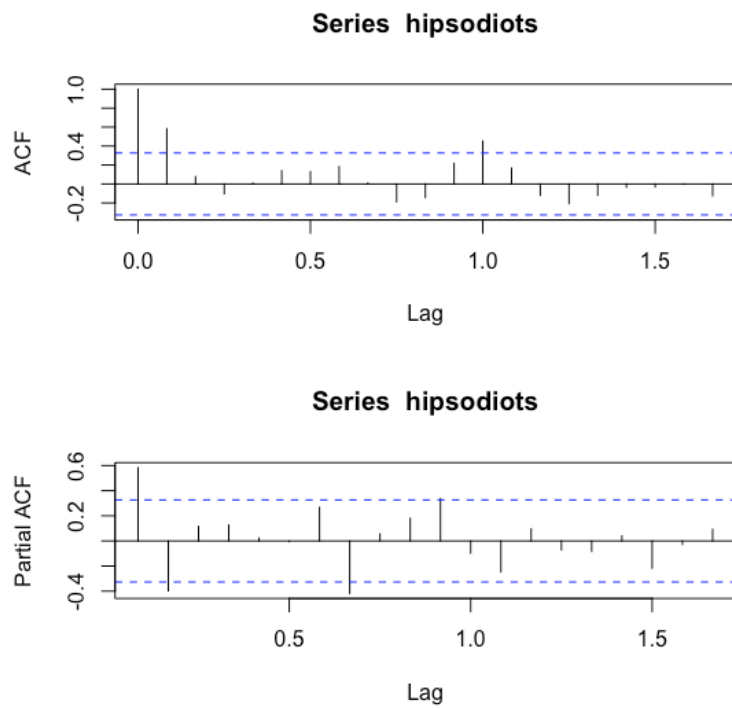 Series hipsodiots
ACF
1.0
0.4
-0.2
0.0 0.5 1.0 1.5
Lag
Series hipsodiots
Partial ACF
0.6
0.2
-0.4
0.5 1.0 1.5
Lag